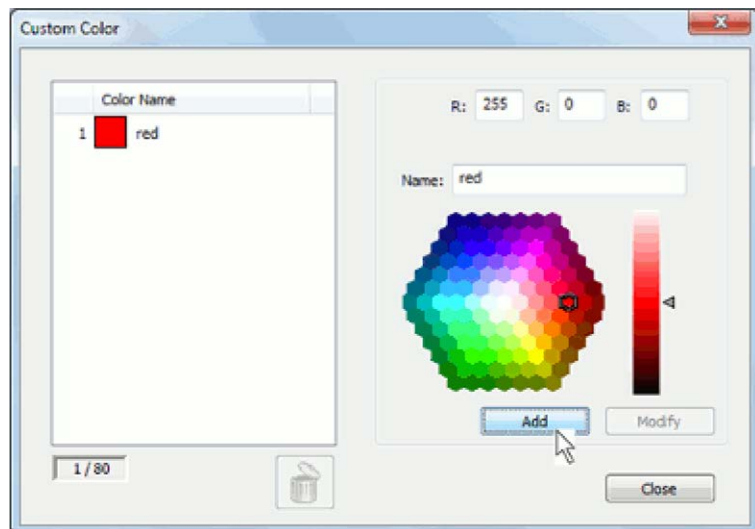 Custom Color
Color Name
1 red
R: 255 G: 0 B: 0
Name: red
Add
Modify
1 / 80
Close